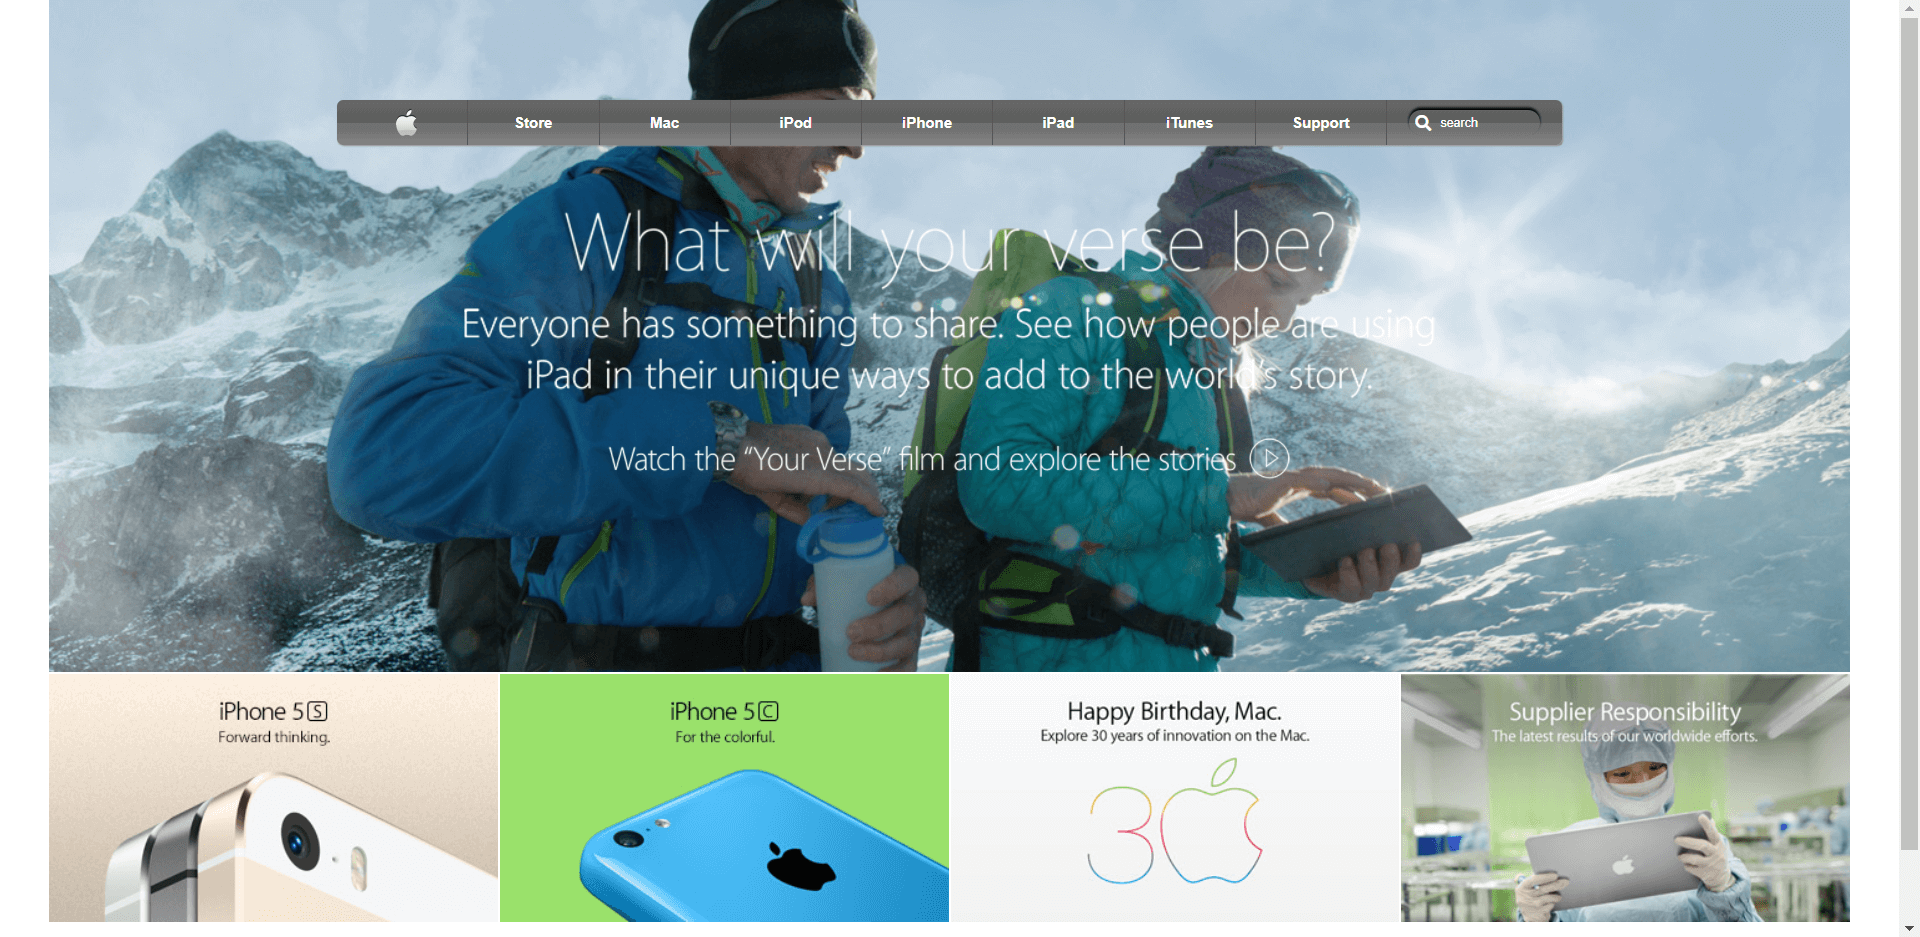 Store Mac iPod iPhone iPad iTunes Support search
What will your verse be?
Everyone has something to share. See how people are using
iPad in their unique ways to add to the world's story.
Watch the “Your Verse” film and explore the stories
iPhone 5S
Forward thinking.
iPhone 5C
For the colorful.
Happy Birthday, Mac.
Explore 30 years of innovation on the Mac.
30
Supplier Responsibility
The latest results of our worldwide efforts.